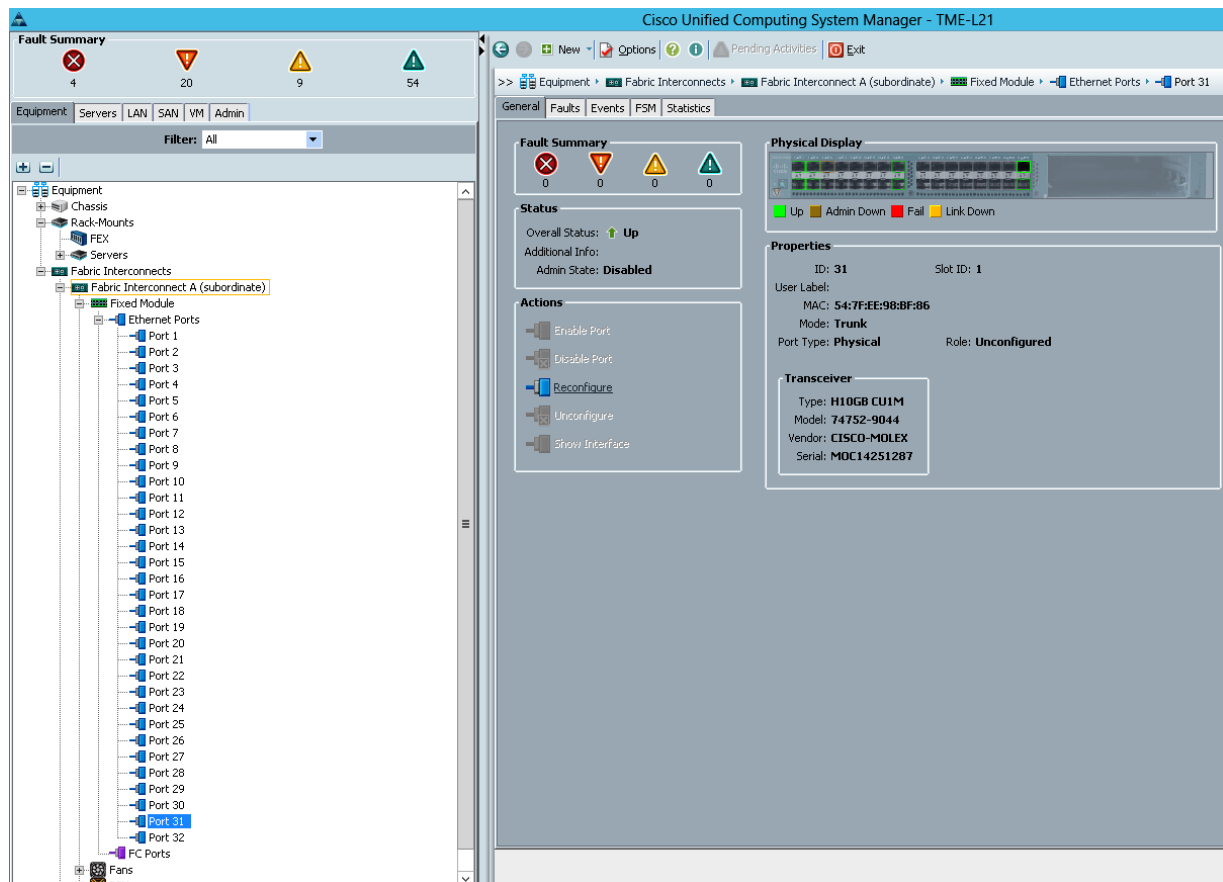 Cisco Unified Computing System Manager - TME-L21
Fault Summary
4 20 9 54
Equipment Servers LAN SAN VM Admin
Filter: All
Equipment
Chassis
Rack-Mounts
FEX
Servers
Fabric Interconnects
Fabric Interconnect A (subordinate)
Fixed Module
Ethernet Ports
Port 1
Port 2
Port 3
Port 4
Port 5
Port 6
Port 7
Port 8
Port 9
Port 10
Port 11
Port 12
Port 13
Port 14
Port 15
Port 16
Port 17
Port 18
Port 19
Port 20
Port 21
Port 22
Port 23
Port 24
Port 25
Port 26
Port 27
Port 28
Port 29
Port 30
Port 31
Port 32
FC Ports
Fans
New Options Pending Activities Exit
>> Equipment Fabric Interconnects Fabric Interconnect A (subordinate) Fixed Module Ethernet Ports Port 31
General Faults Events FSM Statistics
Fault Summary
0 0 0 0
Status
Overall Status: Up
Additional Info:
Admin State: Disabled
Actions
Enable Port
Disable Port
Reconfigure
Unconfigure
Show Interface
Physical Display
Up Admin Down Fail Link Down
Properties
ID: 31 Slot ID: 1
User Label:
MAC: 54:7F:EE:98:BF:86
Mode: Trunk
Port Type: Physical Role: Unconfigured
Transceiver
Type: H10GB CU1M
Model: 74752-9044
Vendor: CISCO-MOLEX
Serial: MOC14251287